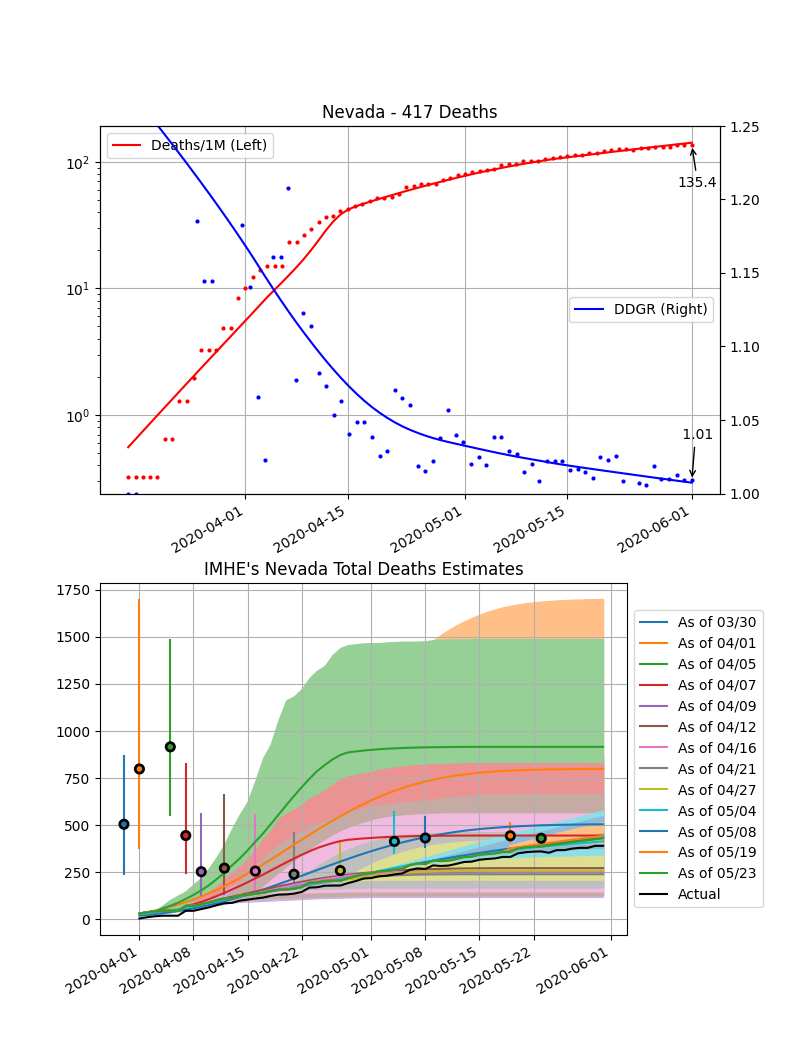 Nevada - 417 Deaths
Deaths/1M (Left)
DDGR (Right)
135.4
1.01
10²
10¹
10⁰
1.25
1.20
1.15
1.10
1.05
1.00
2020-04-01
2020-04-15
2020-05-01
2020-05-15
2020-06-01
IMHE's Nevada Total Deaths Estimates
1750
1500
1250
1000
750
500
250
0
2020-04-01
2020-04-08
2020-04-15
2020-04-22
2020-05-01
2020-05-08
2020-05-15
2020-05-22
2020-06-01
As of 03/30
As of 04/01
As of 04/05
As of 04/07
As of 04/09
As of 04/12
As of 04/16
As of 04/21
As of 04/27
As of 05/04
As of 05/08
As of 05/19
As of 05/23
Actual